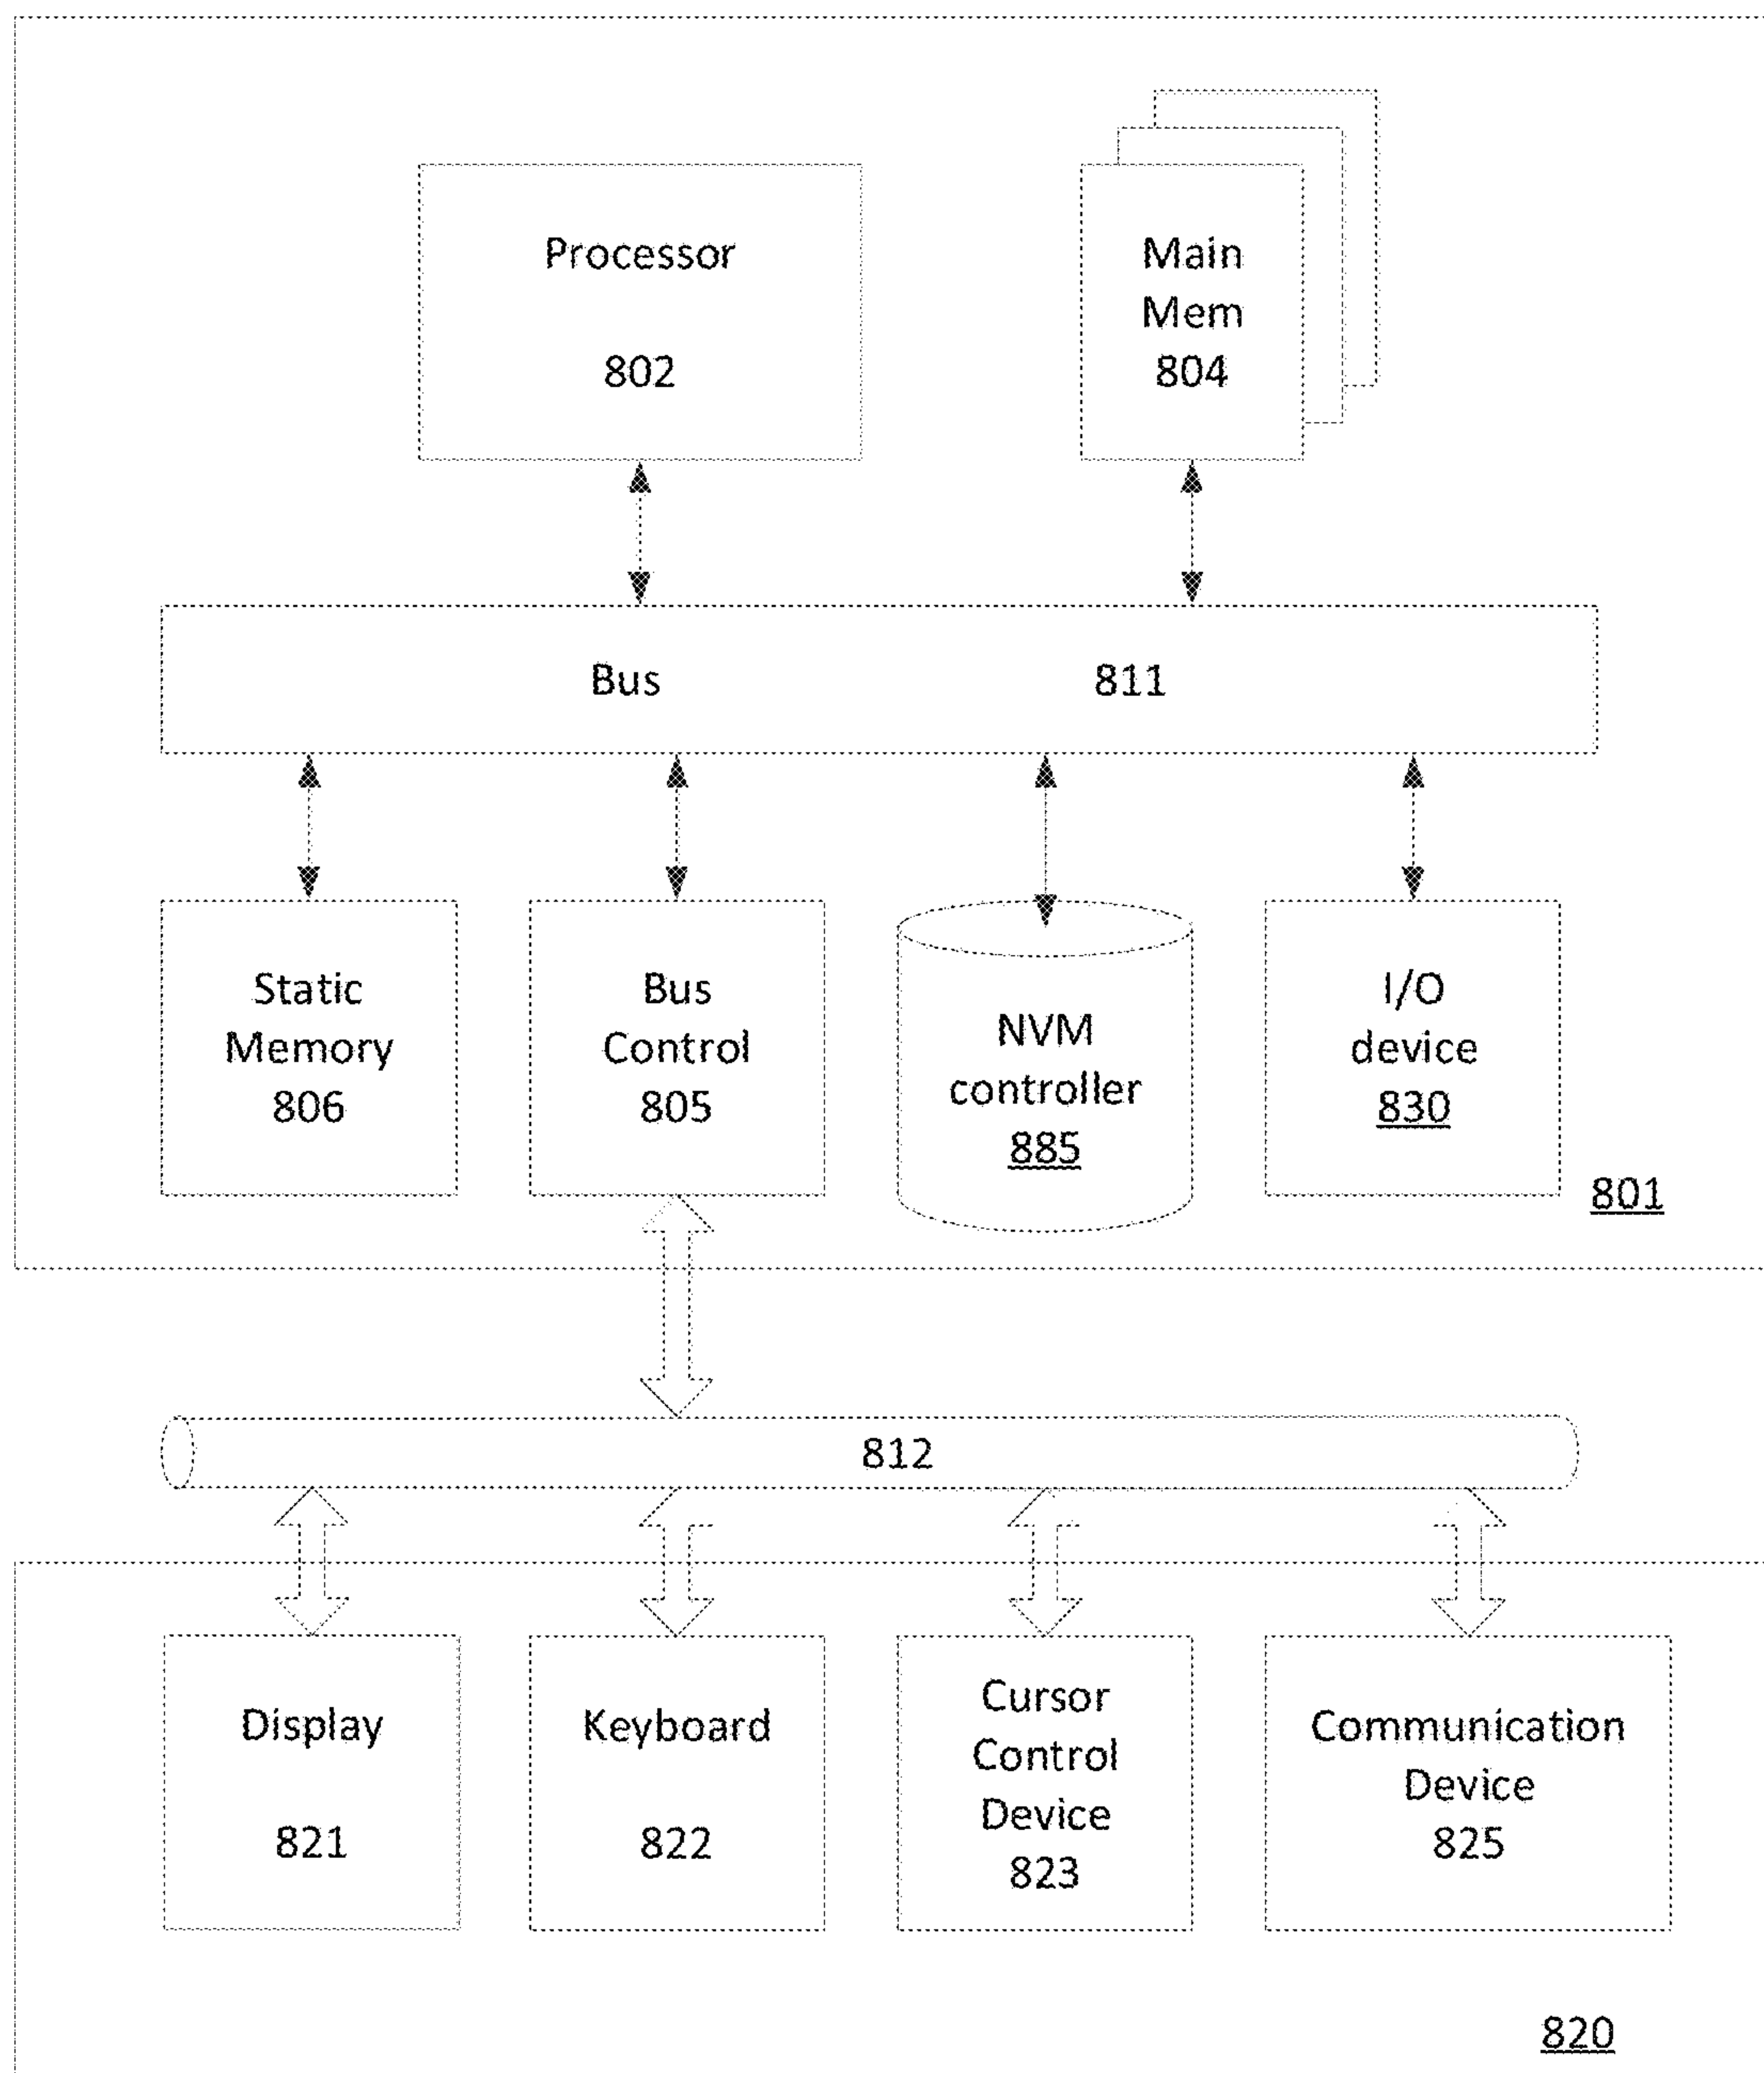 Processor
802
Main
Mem
804
Bus 811
Static
Memory
806
Bus
Control
805
NVM
controller
885
I/O
device
830
801
812
Display
821
Keyboard
822
Cursor
Control
Device
823
Communication
Device
825
820